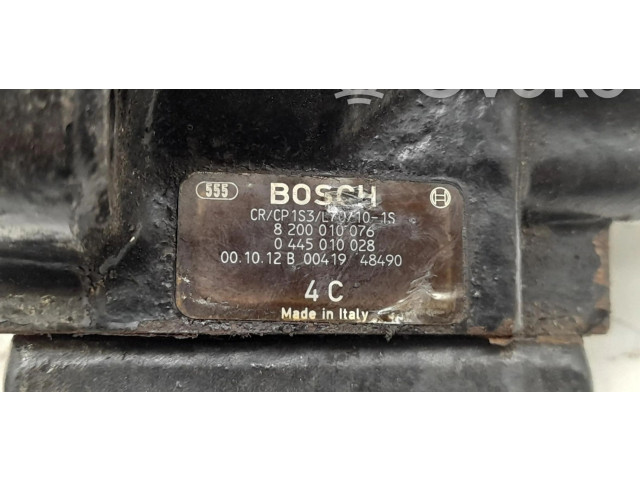 555 BOSCH
CR/CP1S3/L70/10-1S
8 200 010 076
0 445 010 028
00.10.12 B 00419 48490
4 C
Made in Italy